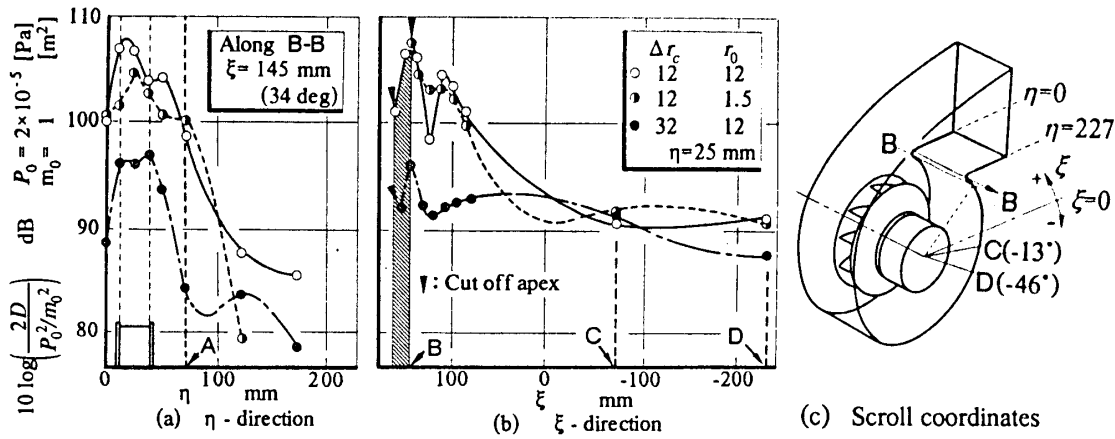 10 log(2D / (P₀²/m₀²)) dB P₀ = 2×10⁻⁵ [Pa]
m₀ = 1 [m²]
110
100
90
80
Along B-B
ξ = 145 mm
(34 deg)
A
0 100 200
η mm
(a) η - direction
Δr_c r₀
12 12
12 1.5
32 12
η=25 mm
: Cut off apex
B C D
100 0 -100 -200
ξ mm
(b) ξ - direction
η=0
η=227
B
ξ
+
B
ξ=0
-
C(-13°)
D(-46°)
(c) Scroll coordinates